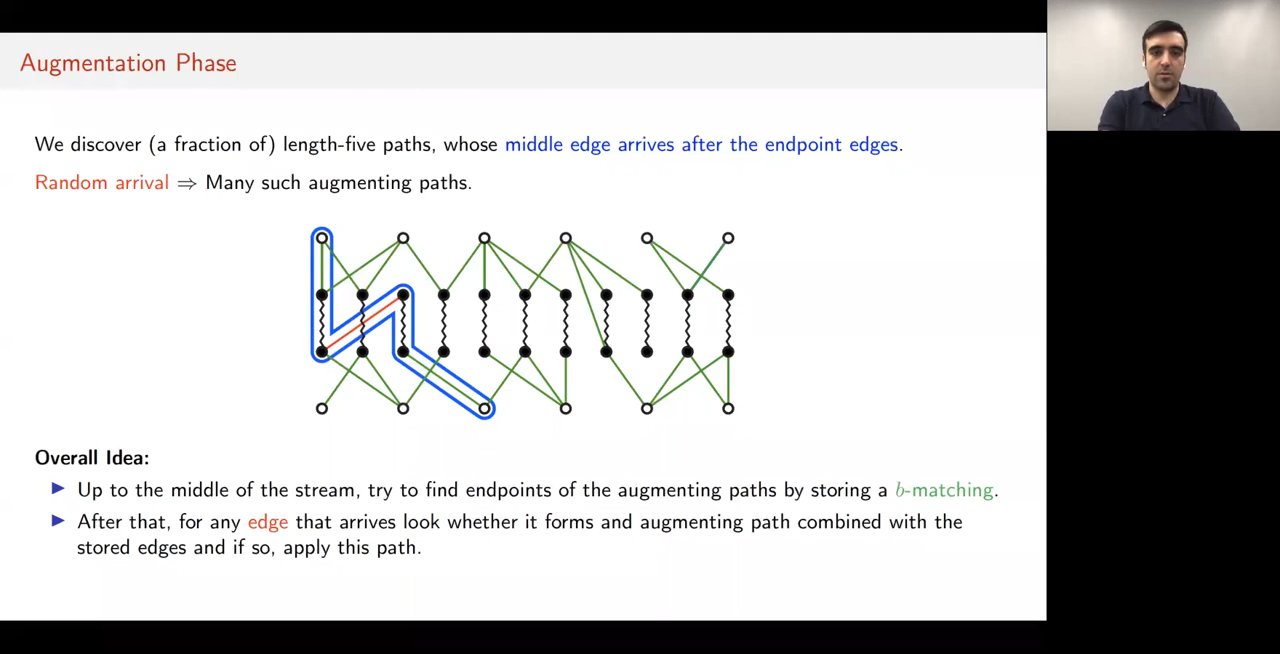 Augmentation Phase
We discover (a fraction of) length-five paths, whose middle edge arrives after the endpoint edges.
Random arrival ⇒ Many such augmenting paths.
Overall Idea:
▶ Up to the middle of the stream, try to find endpoints of the augmenting paths by storing a b-matching.
▶ After that, for any edge that arrives look whether it forms and augmenting path combined with the
stored edges and if so, apply this path.